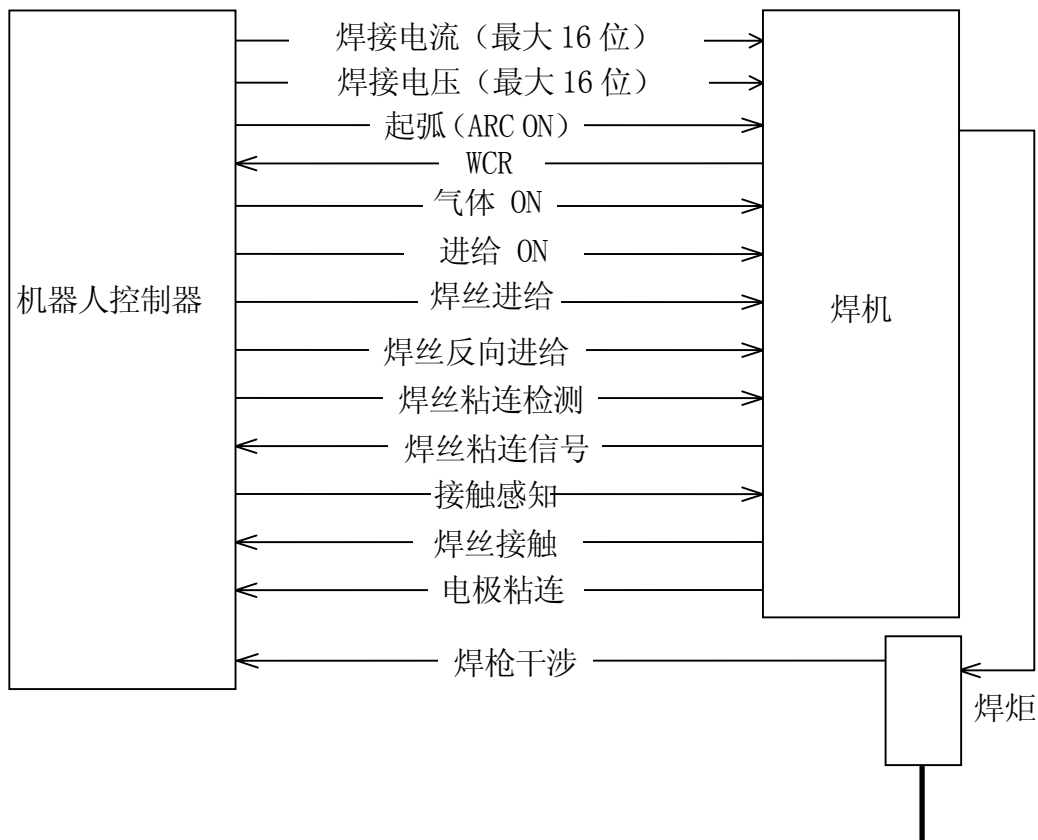 焊接电流（最大 16 位）
焊接电压（最大 16 位）
起弧（ARC ON）
WCR
气体 ON
进给 ON
机器人控制器
焊丝进给
焊机
焊丝反向进给
焊丝粘连检测
焊丝粘连信号
接触感知
焊丝接触
电极粘连
焊枪干涉
焊炬